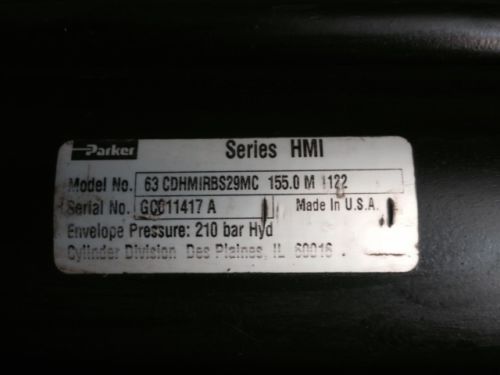 Parker
Series HMI
Model No. 63 CDHMIRBS29MC 155.0 M 1122
Serial No. GC011417 A Made In U.S.A.
Envelope Pressure: 210 bar Hyd
Cylinder Division Des Plaines, IL 60016